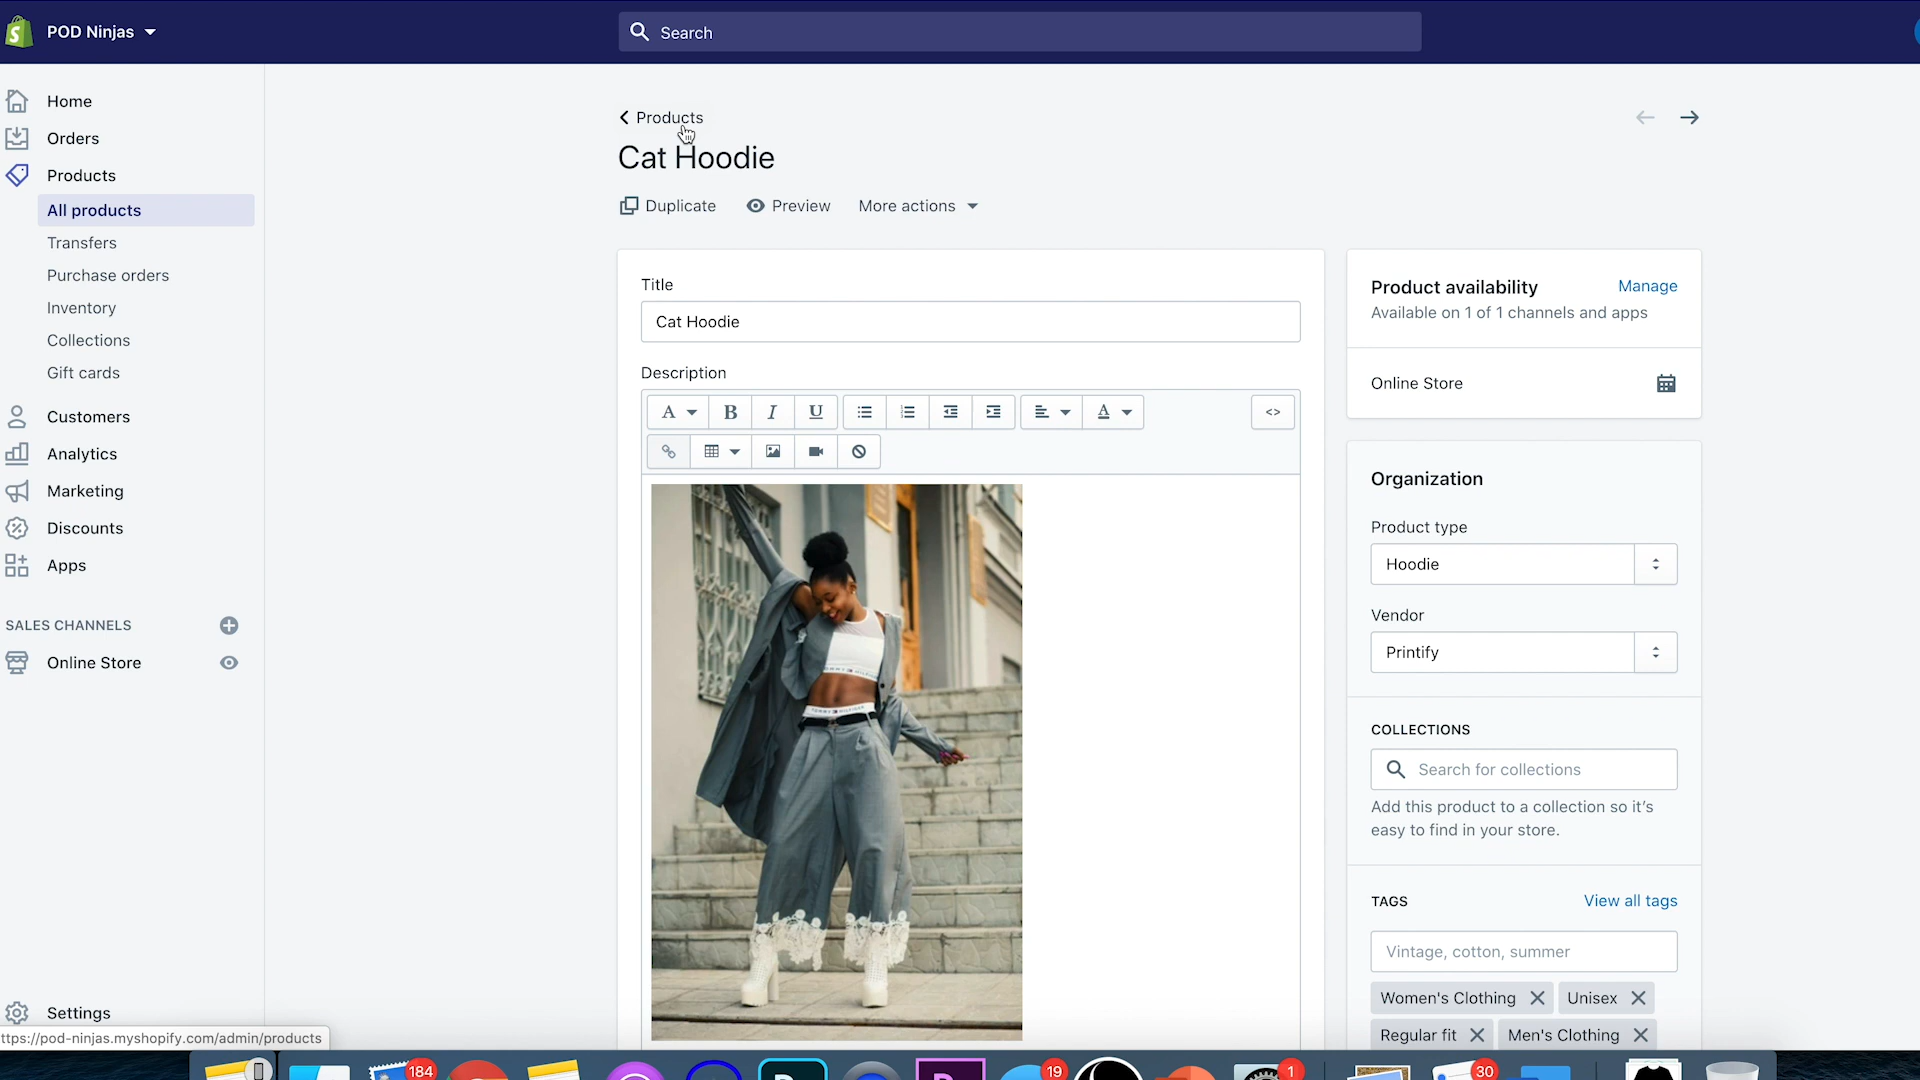 POD Ninjas
Search
Home
Orders
Products
All products
Transfers
Purchase orders
Inventory
Collections
Gift cards
Customers
Analytics
Marketing
Discounts
Apps
SALES CHANNELS
Online Store
Settings
ttps://pod-ninjas.myshopify.com/admin/products
Products
Cat Hoodie
Duplicate
Preview
More actions
Title
Cat Hoodie
Description
A
B
I
U
A
<>
TOMMY HILFIGER
Product availability
Manage
Available on 1 of 1 channels and apps
Online Store
Organization
Product type
Hoodie
Vendor
Printify
COLLECTIONS
Search for collections
Add this product to a collection so it's
easy to find in your store.
TAGS
View all tags
Vintage, cotton, summer
Women's Clothing
Unisex
Regular fit
Men's Clothing
184
19
1
30